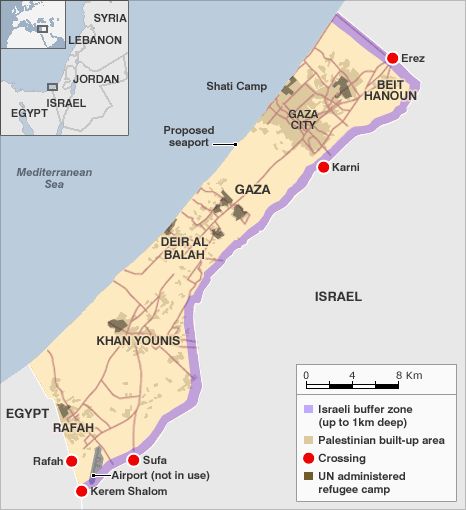 SYRIA
LEBANON
JORDAN
ISRAEL
EGYPT
Erez
Shati Camp
BEIT
HANOUN
GAZA
CITY
Proposed
seaport
Karni
Mediterranean
Sea
GAZA
DEIR AL
BALAH
ISRAEL
KHAN YOUNIS
EGYPT
RAFAH
Rafah
Sufa
Airport (not in use)
Kerem Shalom
0 4 8 Km
Israeli buffer zone
(up to 1km deep)
Palestinian built-up area
Crossing
UN administered
refugee camp